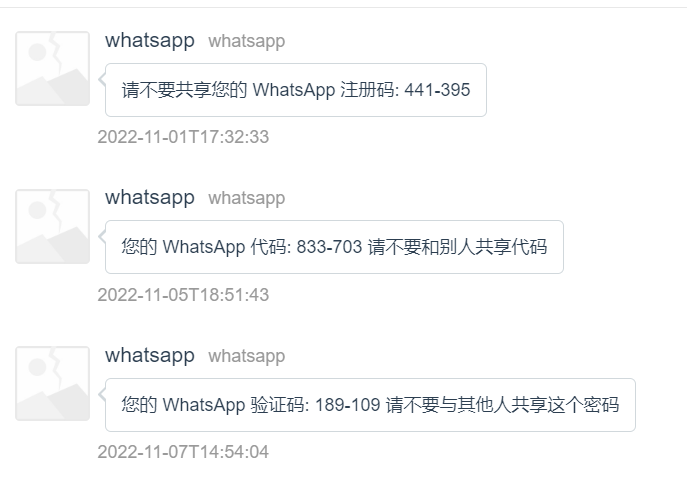 whatsapp whatsapp
请不要共享您的 WhatsApp 注册码: 441-395
2022-11-01T17:32:33
whatsapp whatsapp
您的 WhatsApp 代码: 833-703 请不要和别人共享代码
2022-11-05T18:51:43
whatsapp whatsapp
您的 WhatsApp 验证码: 189-109 请不要与其他人共享这个密码
2022-11-07T14:54:04